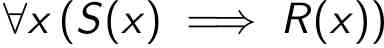 ∀x (S(x) ⟹ R(x))